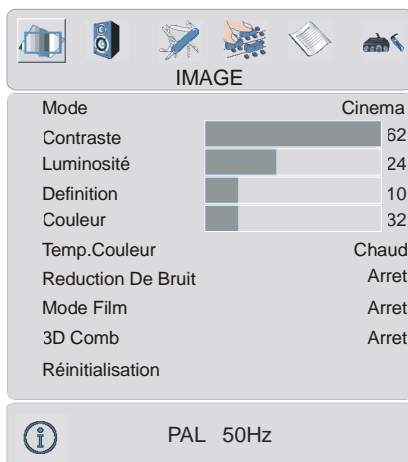 IMAGE
Mode Cinema
Contraste 62
Luminosité 24
Definition 10
Couleur 32
Temp.Couleur Chaud
Reduction De Bruit Arret
Mode Film Arret
3D Comb Arret
Réinitialisation
PAL 50Hz